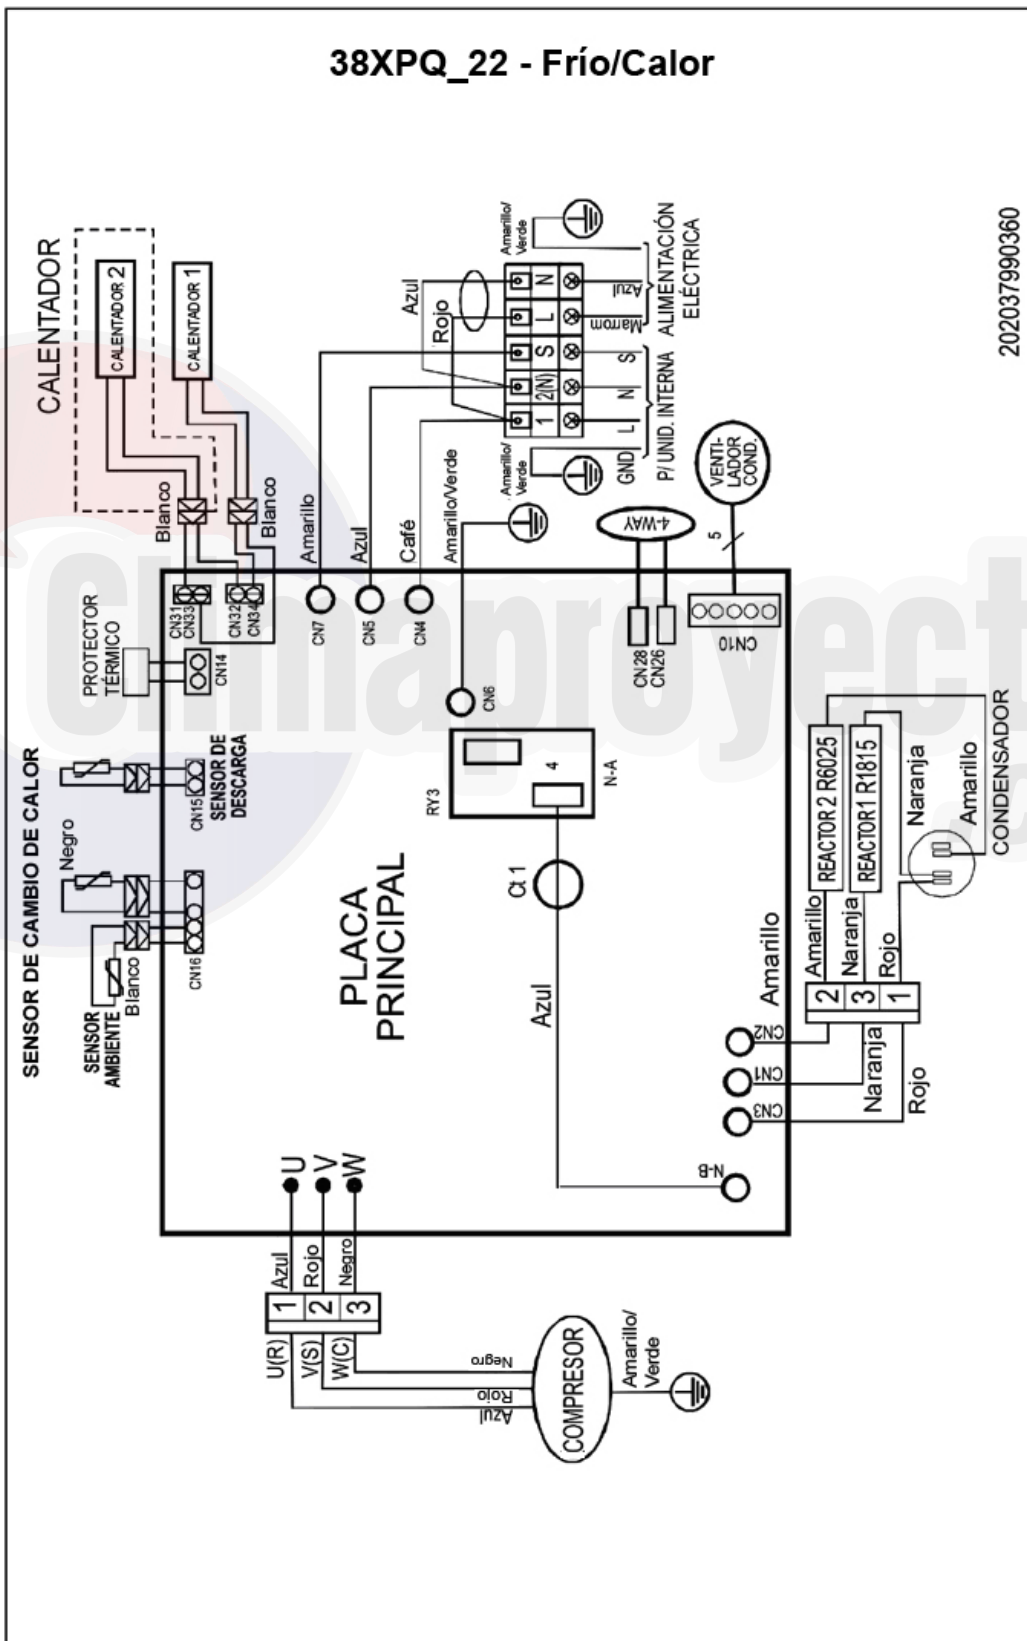 38XPQ_22 - Frío/Calor
CALENTADOR
CALENTADOR 2
CALENTADOR 1
Blanco
Blanco
PROTECTOR
TÉRMICO
CN31
CN33
CN32
CN34
CN14
SENSOR DE CAMBIO DE CALOR
Negro
CN15
SENSOR DE
DESCARGA
CN16
Blanco
SENSOR
AMBIENTE
Amarillo
CN7
Azul
CN5
Café
CN4
Amarillo/Verde
CN6
Azul
Rojo
Amarillo/
Verde
N
L
S
2(N)
1
Azul
Marrom
ALIMENTACIÓN
ELÉCTRICA
S
N
L
P/ UNID. INTERNA
GND
Amarillo/
Verde
4-WAY
CN28
CN26
VENTI-
LADOR
COND.
5
CN10
RY3
4
N-A
Ct 1
PLACA
PRINCIPAL
Azul
N-B
CN2
CN1
CN3
Amarillo
Naranja
Rojo
2
3
1
Amarillo
Naranja
Rojo
REACTOR 2 R6025
REACTOR 1 R1815
Naranja
Amarillo
CONDENSADOR
U
V
W
Azul
Rojo
Negro
1
2
3
U(R)
V(S)
W(C)
Negro
Rojo
Azul
COMPRESOR
Amarillo/
Verde
202037990360
Climaproyect